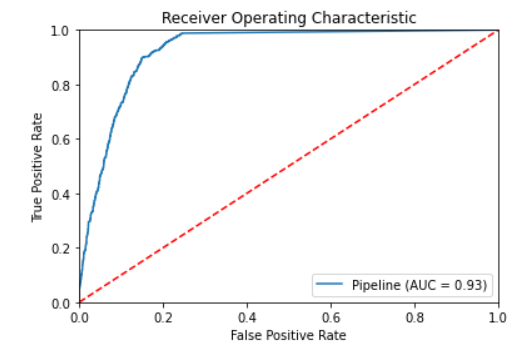 Receiver Operating Characteristic
1.0
0.8
0.6
0.4
0.2
0.0
True Positive Rate
Pipeline (AUC = 0.93)
0.0 0.2 0.4 0.6 0.8 1.0
False Positive Rate